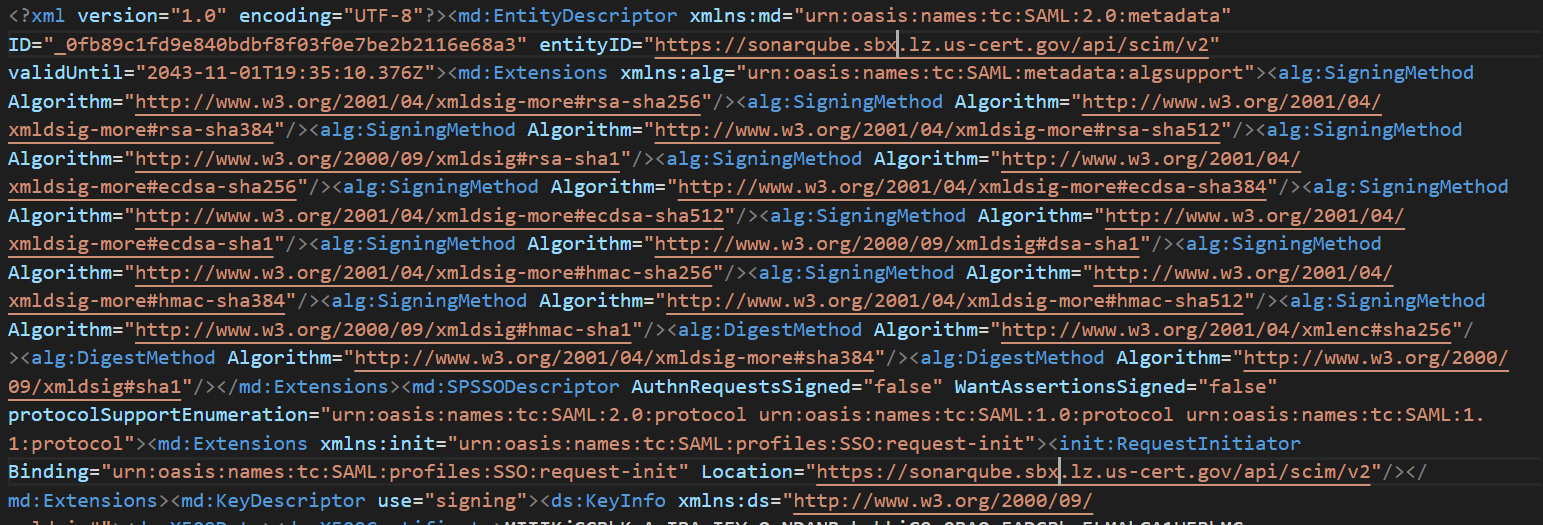 <?xml version="1.0" encoding="UTF-8"?><md:EntityDescriptor xmlns:md="urn:oasis:names:tc:SAML:2.0:metadata"
ID="_0fb89c1fd9e840bdbf8f03f0e7be2b2116e68a3" entityID="https://sonarqube.sbx.lz.us-cert.gov/api/scim/v2"
validUntil="2043-11-01T19:35:10.376Z"><md:Extensions xmlns:alg="urn:oasis:names:tc:SAML:metadata:algsupport"><alg:SigningMethod
Algorithm="http://www.w3.org/2001/04/xmldsig-more#rsa-sha256"/><alg:SigningMethod Algorithm="http://www.w3.org/2001/04/
xmldsig-more#rsa-sha384"/><alg:SigningMethod Algorithm="http://www.w3.org/2001/04/xmldsig-more#rsa-sha512"/><alg:SigningMethod
Algorithm="http://www.w3.org/2000/09/xmldsig#rsa-sha1"/><alg:SigningMethod Algorithm="http://www.w3.org/2001/04/
xmldsig-more#ecdsa-sha256"/><alg:SigningMethod Algorithm="http://www.w3.org/2001/04/xmldsig-more#ecdsa-sha384"/><alg:SigningMethod
Algorithm="http://www.w3.org/2001/04/xmldsig-more#ecdsa-sha512"/><alg:SigningMethod Algorithm="http://www.w3.org/2001/04/
xmldsig-more#ecdsa-sha1"/><alg:SigningMethod Algorithm="http://www.w3.org/2000/09/xmldsig#dsa-sha1"/><alg:SigningMethod
Algorithm="http://www.w3.org/2001/04/xmldsig-more#hmac-sha256"/><alg:SigningMethod Algorithm="http://www.w3.org/2001/04/
xmldsig-more#hmac-sha384"/><alg:SigningMethod Algorithm="http://www.w3.org/2001/04/xmldsig-more#hmac-sha512"/><alg:SigningMethod
Algorithm="http://www.w3.org/2000/09/xmldsig#hmac-sha1"/><alg:DigestMethod Algorithm="http://www.w3.org/2001/04/xmlenc#sha256"/
><alg:DigestMethod Algorithm="http://www.w3.org/2001/04/xmldsig-more#sha384"/><alg:DigestMethod Algorithm="http://www.w3.org/2000/
09/xmldsig#sha1"/></md:Extensions><md:SPSSODescriptor AuthnRequestsSigned="false" WantAssertionsSigned="false"
protocolSupportEnumeration="urn:oasis:names:tc:SAML:2.0:protocol urn:oasis:names:tc:SAML:1.0:protocol urn:oasis:names:tc:SAML:1.
1:protocol"><md:Extensions xmlns:init="urn:oasis:names:tc:SAML:profiles:SSO:request-init"><init:RequestInitiator
Binding="urn:oasis:names:tc:SAML:profiles:SSO:request-init" Location="https://sonarqube.sbx.lz.us-cert.gov/api/scim/v2"/></
md:Extensions><md:KeyDescriptor use="signing"><ds:KeyInfo xmlns:ds="http://www.w3.org/2000/09/